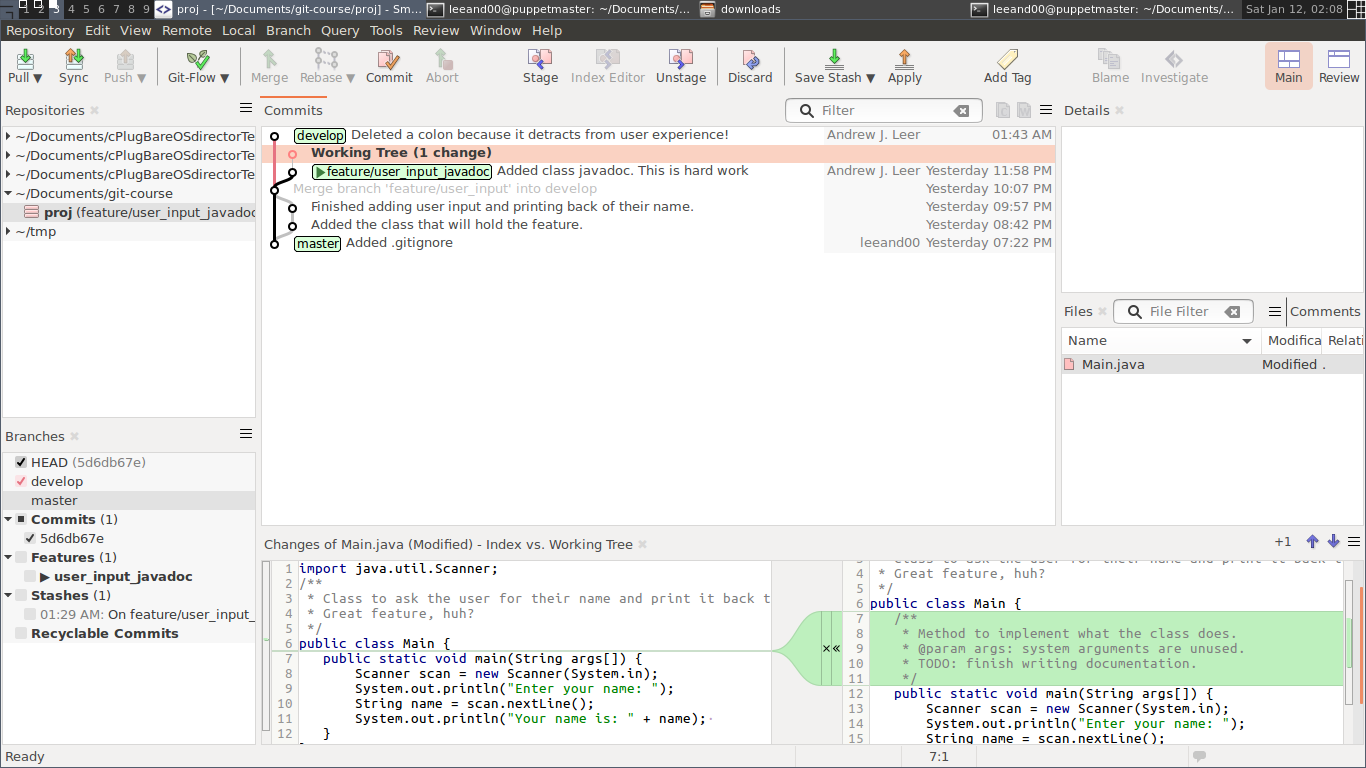 1 2 3 4 5 6 7 8 9 proj - [~/Documents/git-course/proj] - Sm... leeand00@puppetmaster: ~/Documents/... downloads leeand00@puppetmaster: ~/Documents/... Sat Jan 12, 02:08
Repository Edit View Remote Local Branch Query Tools Review Window Help
Pull ▼ Sync Push ▼ Git-Flow ▼ Merge Rebase ▼ Commit Abort Stage Index Editor Unstage Discard Save Stash ▼ Apply Add Tag Blame Investigate Main Review
Repositories
~/Documents/cPlugBareOSdirectorTe
~/Documents/cPlugBareOSdirectorTe
~/Documents/cPlugBareOSdirectorTe
~/Documents/git-course
proj (feature/user_input_javadoc
~/tmp
Commits Filter
develop Deleted a colon because it detracts from user experience! Andrew J. Leer 01:43 AM
Working Tree (1 change)
feature/user_input_javadoc Added class javadoc. This is hard work Andrew J. Leer Yesterday 11:58 PM
Merge branch 'feature/user_input' into develop Yesterday 10:07 PM
Finished adding user input and printing back of their name. Yesterday 09:57 PM
Added the class that will hold the feature. Yesterday 08:42 PM
master Added .gitignore leeand00 Yesterday 07:22 PM
Details
Files File Filter Comments
Name Modifica Relati
Main.java Modified .
Branches
HEAD (5d6db67e)
develop
master
Commits (1)
5d6db67e
Features (1)
user_input_javadoc
Stashes (1)
01:29 AM: On feature/user_input_
Recyclable Commits
Changes of Main.java (Modified) - Index vs. Working Tree +1
1 import java.util.Scanner;
2 /**
3 * Class to ask the user for their name and print it back t
4 * Great feature, huh?
5 */
6 public class Main {
7 public static void main(String args[]) {
8 Scanner scan = new Scanner(System.in);
9 System.out.println("Enter your name: ");
10 String name = scan.nextLine();
11 System.out.println("Your name is: " + name);
12 }
3 * Class to ask the user for their name and print it back t
4 * Great feature, huh?
5 */
6 public class Main {
7 /**
8 * Method to implement what the class does.
9 * @param args: system arguments are unused.
10 * TODO: finish writing documentation.
11 */
12 public static void main(String args[]) {
13 Scanner scan = new Scanner(System.in);
14 System.out.println("Enter your name: ");
15 String name = scan.nextLine();
Ready 7:1